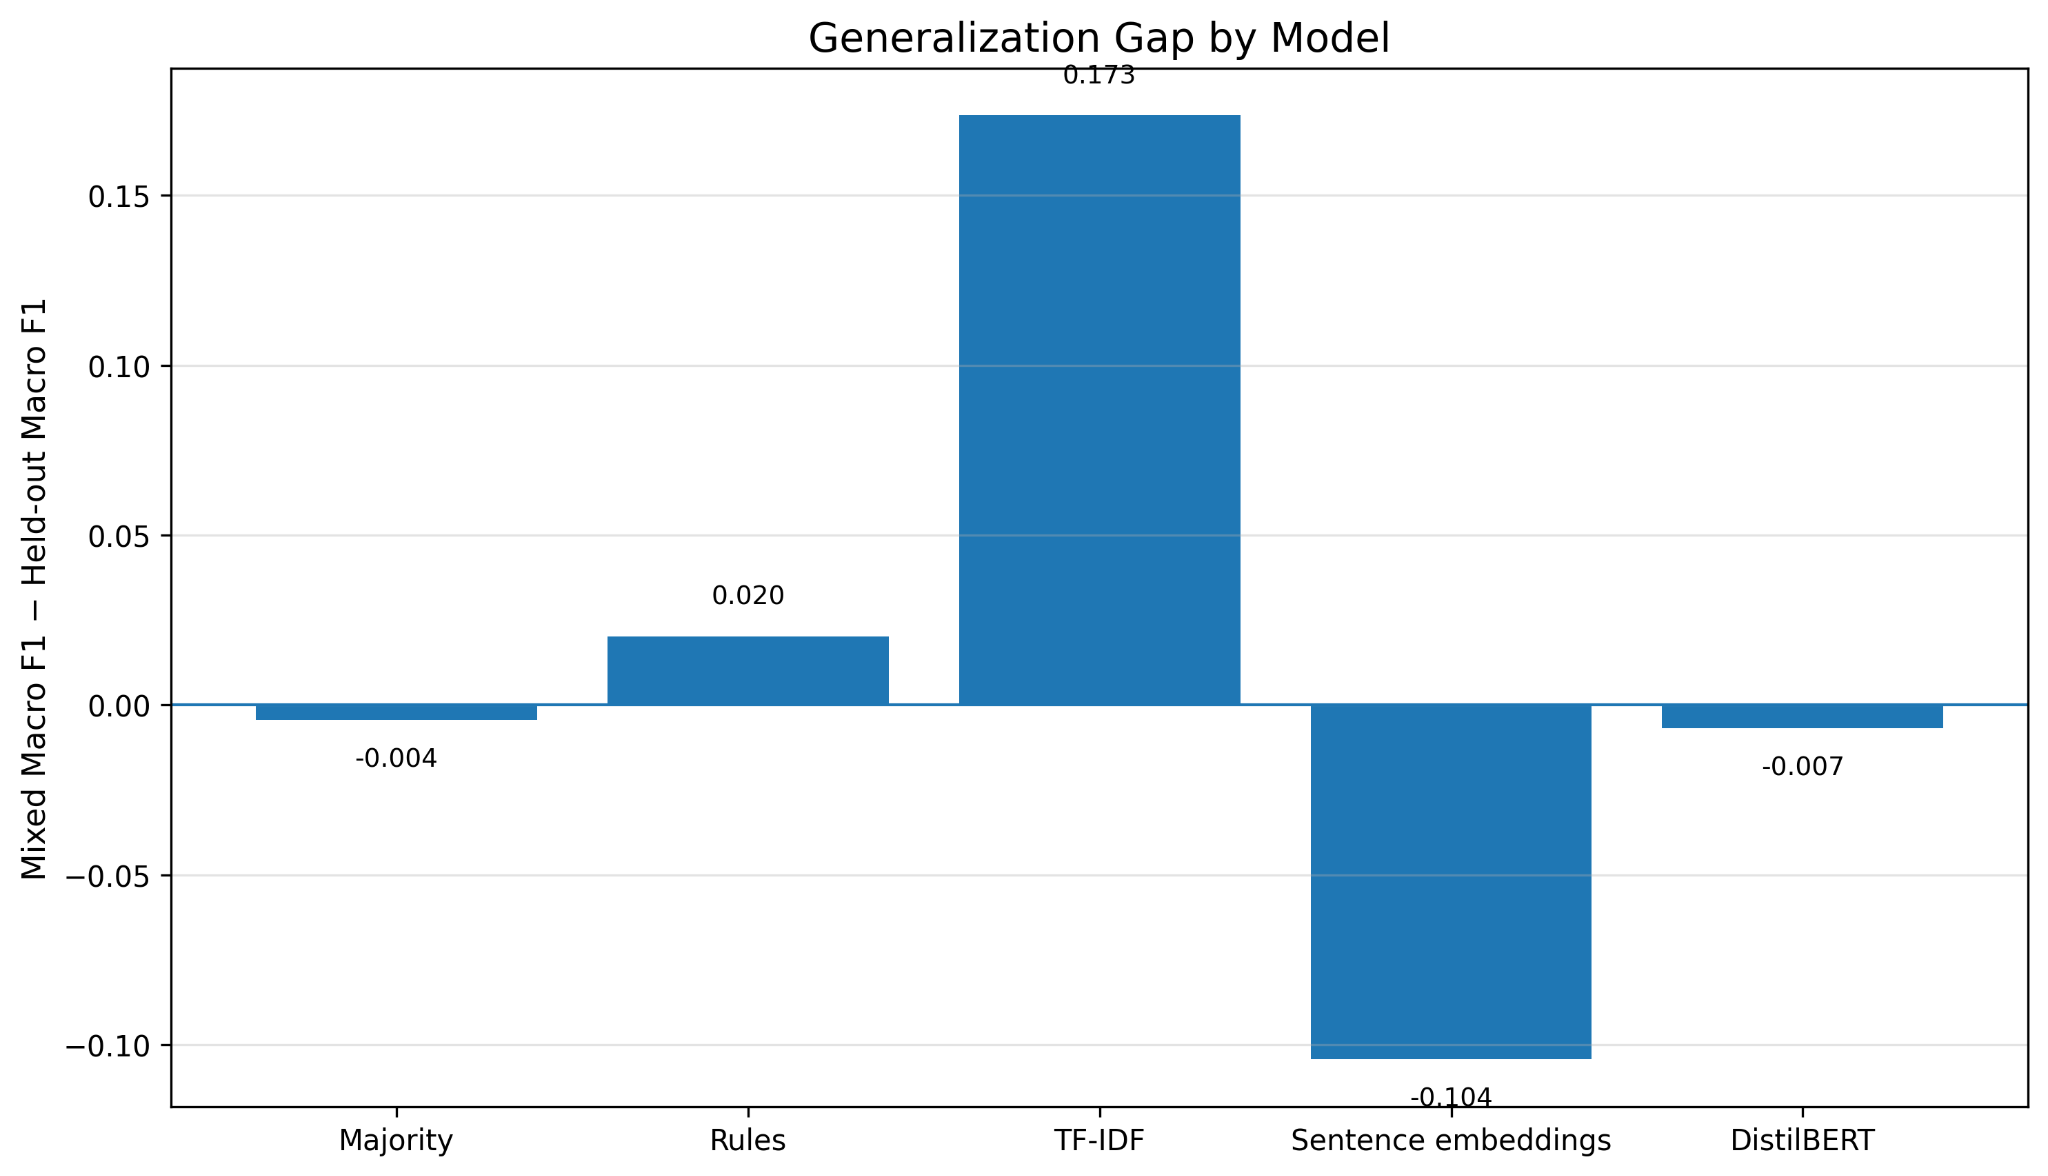 Generalization Gap by Model
Mixed Macro F1 − Held-out Macro F1
0.15
0.10
0.05
0.00
−0.05
−0.10
-0.004
0.020
0.173
-0.104
-0.007
Majority
Rules
TF-IDF
Sentence embeddings
DistilBERT